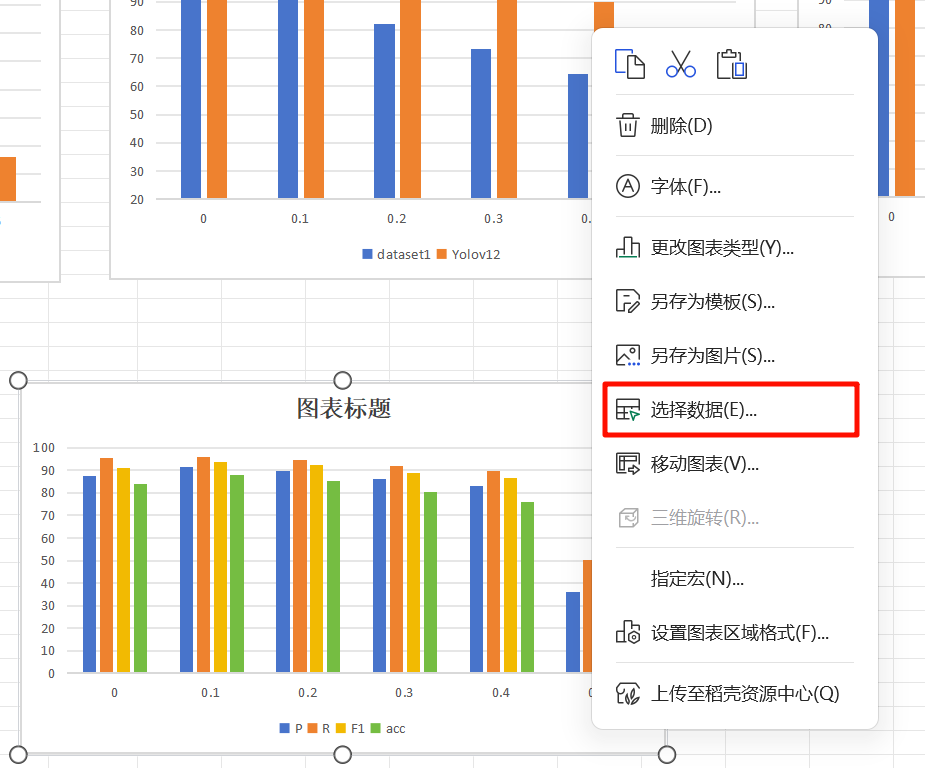 90
80
70
60
50
40
30
20
0 0.1 0.2 0.3
dataset1 Yolov12
图表标题
100
90
80
70
60
50
40
30
20
10
0
0 0.1 0.2 0.3 0.4
P R F1 acc
删除(D)
字体(F)...
更改图表类型(Y)...
另存为模板(S)...
另存为图片(S)...
选择数据(E)...
移动图表(V)...
三维旋转(R)...
指定宏(N)...
设置图表区域格式(F)...
上传至稻壳资源中心(Q)
0